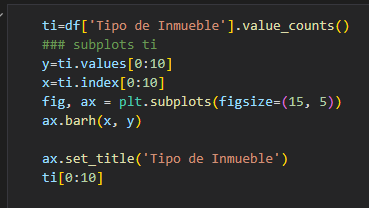 ti=df['Tipo de Inmueble'].value_counts()
### subplots ti
y=ti.values[0:10]
x=ti.index[0:10]
fig, ax = plt.subplots(figsize=(15, 5))
ax.barh(x, y)
ax.set_title('Tipo de Inmueble')
ti[0:10]